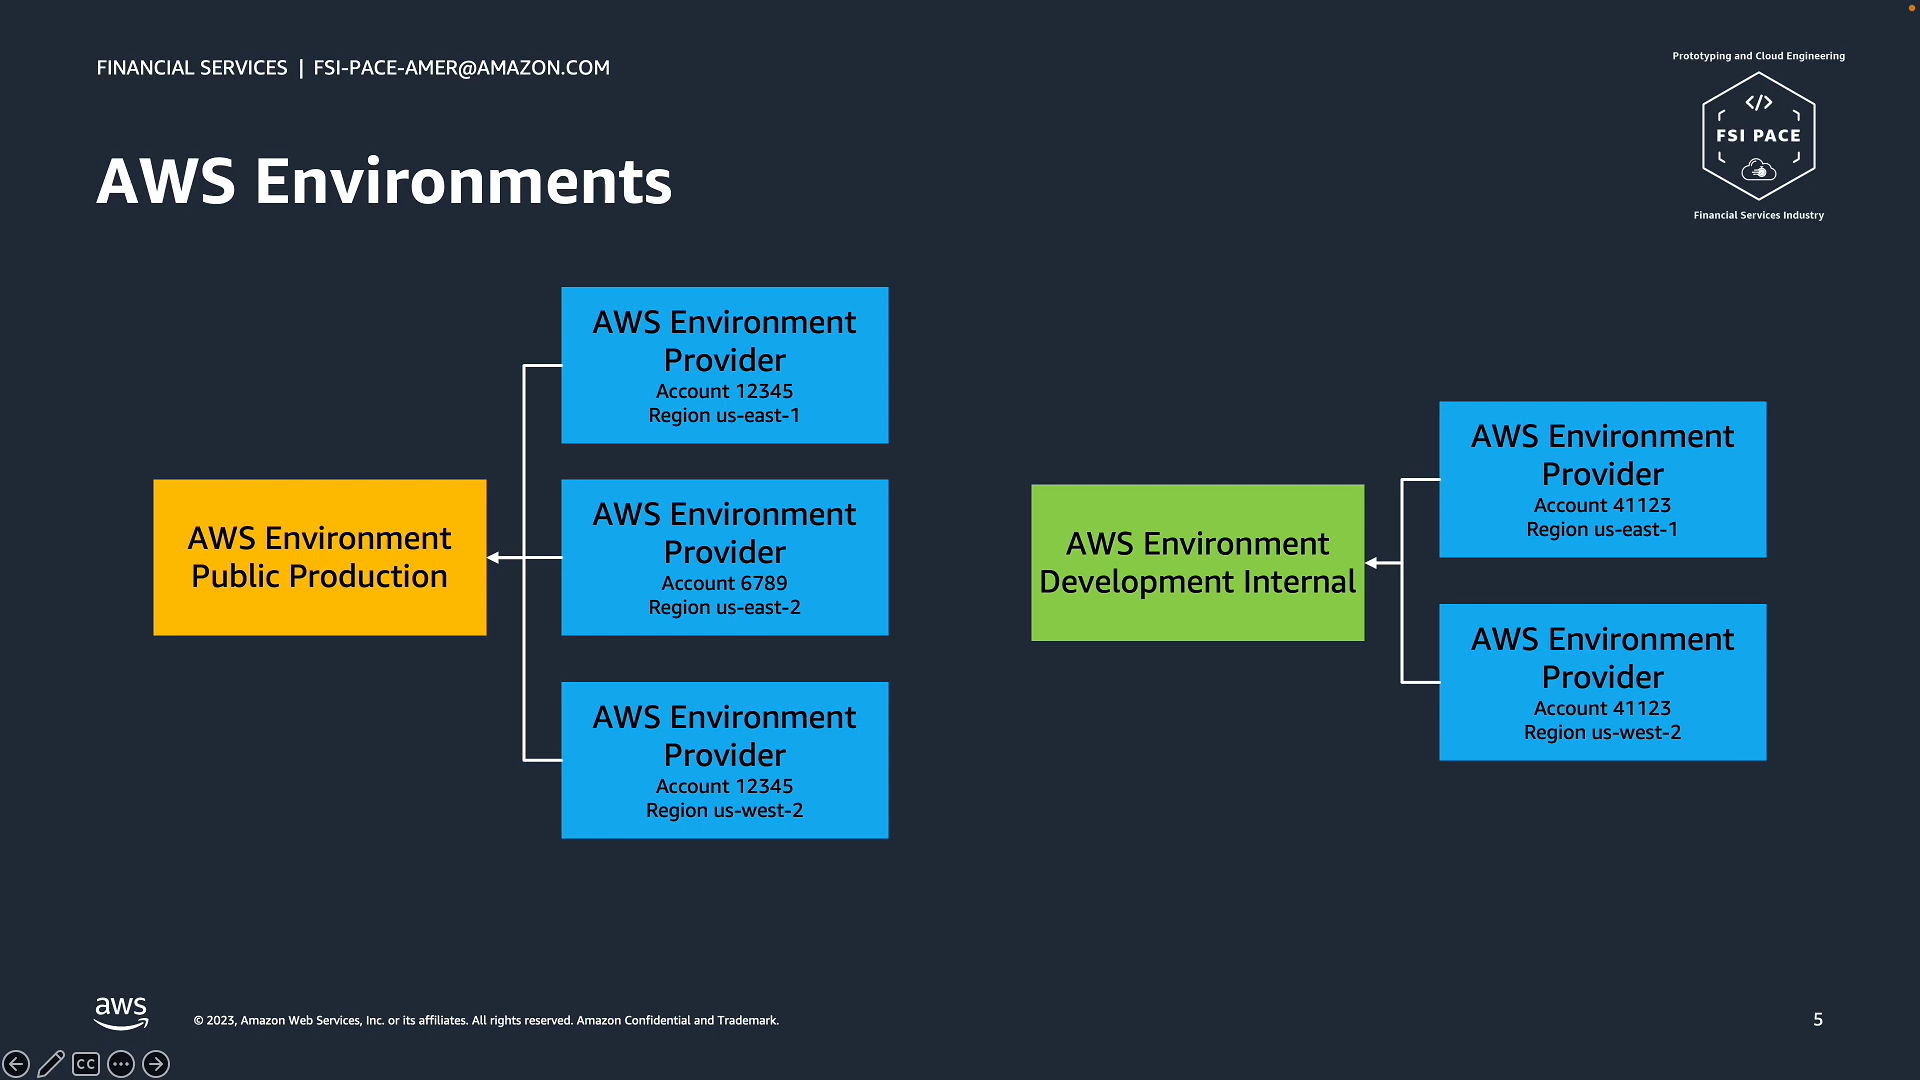 FINANCIAL SERVICES | FSI-PACE-AMER@AMAZON.COM
Prototyping and Cloud Engineering
</>
FSI PACE
Financial Services Industry
AWS Environments
AWS Environment
Public Production
AWS Environment
Provider
Account 12345
Region us-east-1
AWS Environment
Provider
Account 6789
Region us-east-2
AWS Environment
Provider
Account 12345
Region us-west-2
AWS Environment
Development Internal
AWS Environment
Provider
Account 41123
Region us-east-1
AWS Environment
Provider
Account 41123
Region us-west-2
aws
© 2023, Amazon Web Services, Inc. or its affiliates. All rights reserved. Amazon Confidential and Trademark.
5
CC